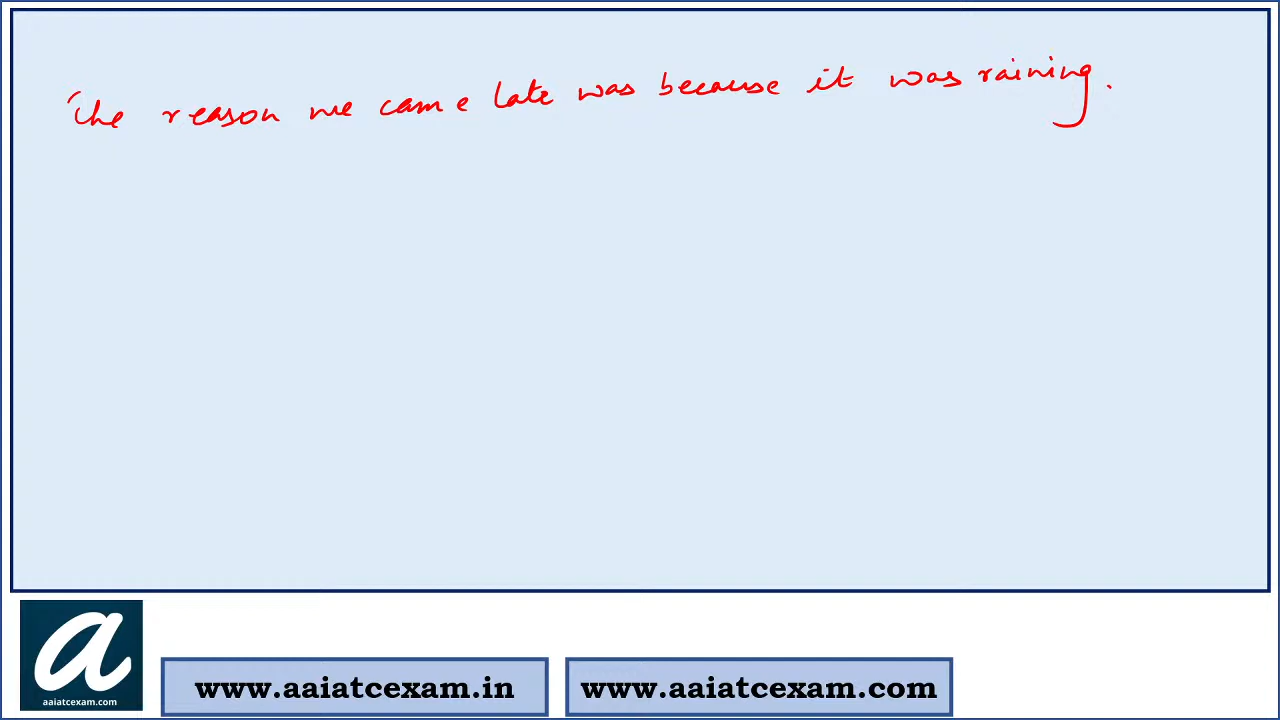 The reason we came late was because it was raining.
a
aaiatcexam.com
www.aaiatcexam.in
www.aaiatcexam.com